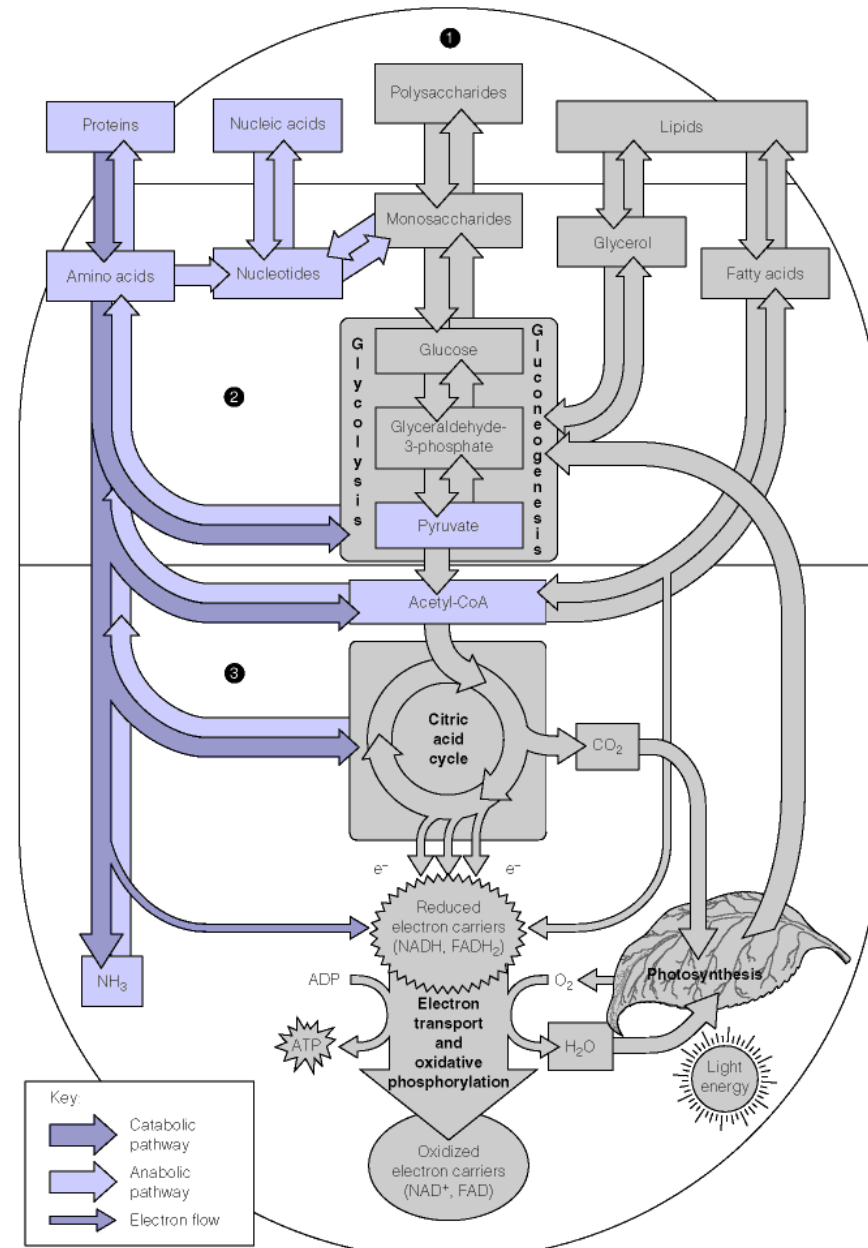 1
Polysaccharides
Proteins
Nucleic acids
Lipids
Monosaccharides
Glycerol
Amino acids
Nucleotides
Fatty acids
Glycolysis
Gluconeogenesis
Glucose
2
Glyceraldehyde-
3-phosphate
Pyruvate
Acetyl-CoA
3
Citric
acid
cycle
CO₂
e⁻
e⁻
Reduced
electron carriers
(NADH, FADH₂)
NH₃
Photosynthesis
ADP
O₂
Electron
transport
and
oxidative
phosphorylation
ATP
H₂O
Light
energy
Oxidized
electron carriers
(NAD⁺, FAD)
Key:
Catabolic
pathway
Anabolic
pathway
Electron flow